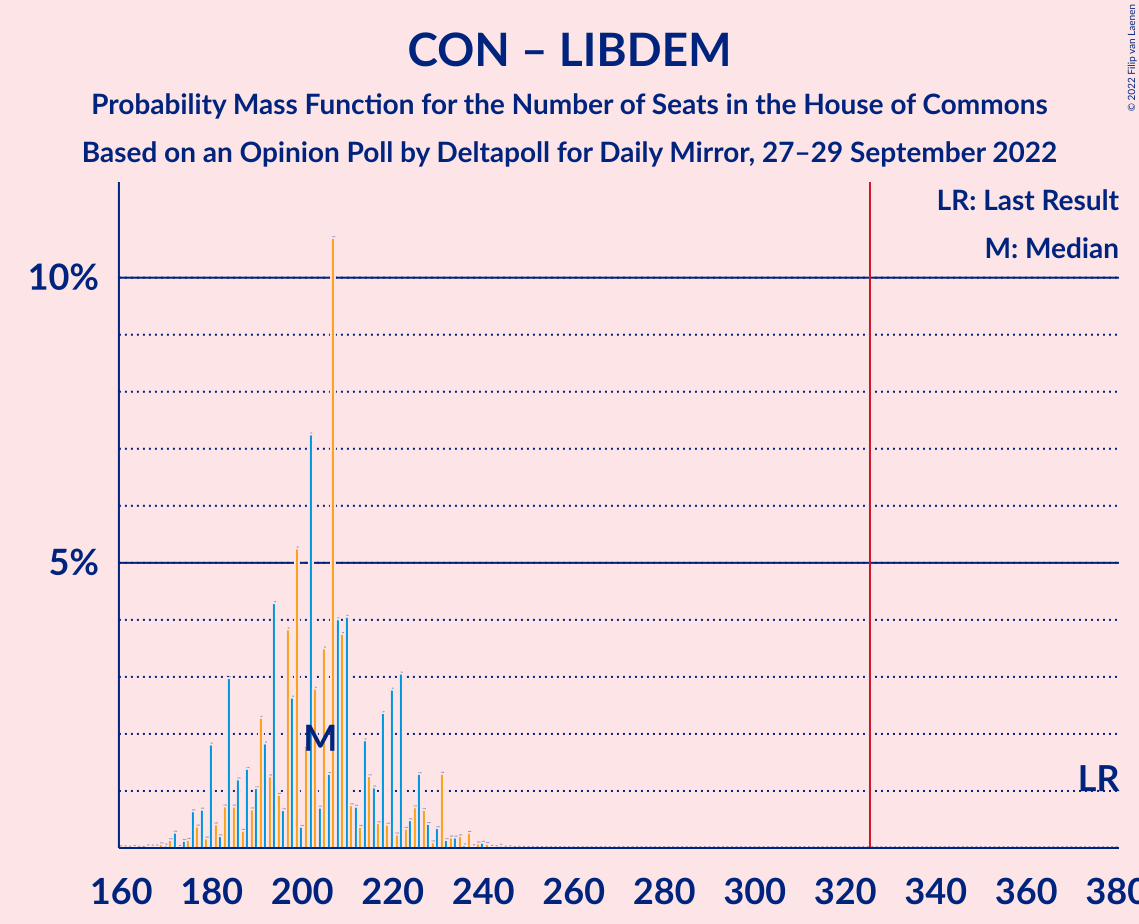 CON – LIBDEM
Probability Mass Function for the Number of Seats in the House of Commons
Based on an Opinion Poll by Deltapoll for Daily Mirror, 27–29 September 2022
© 2022 Filip van Laenen
LR: Last Result
M: Median
10%
5%
M
LR
160 180 200 220 240 260 280 300 320 340 360 380